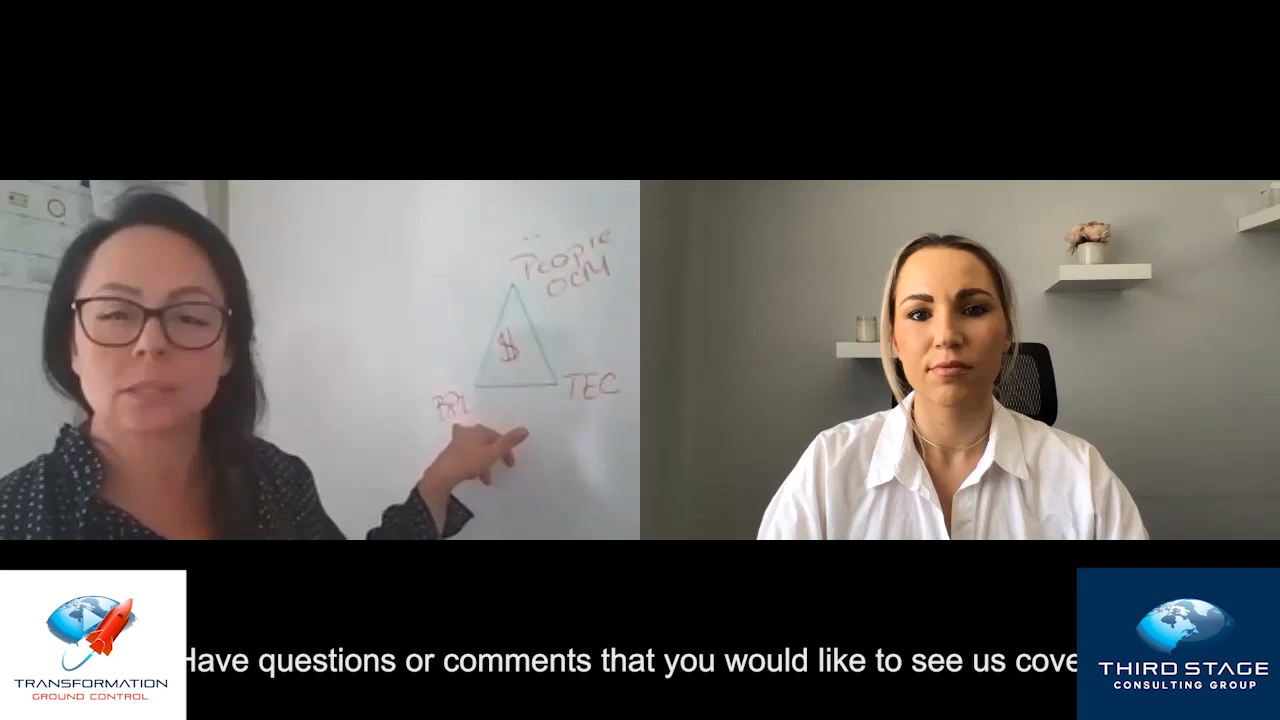 People
OCM
$
TEC
Have questions or comments that you would like to see us cove
TRANSFORMATION
GROUND CONTROL
THIRD STAGE
CONSULTING GROUP